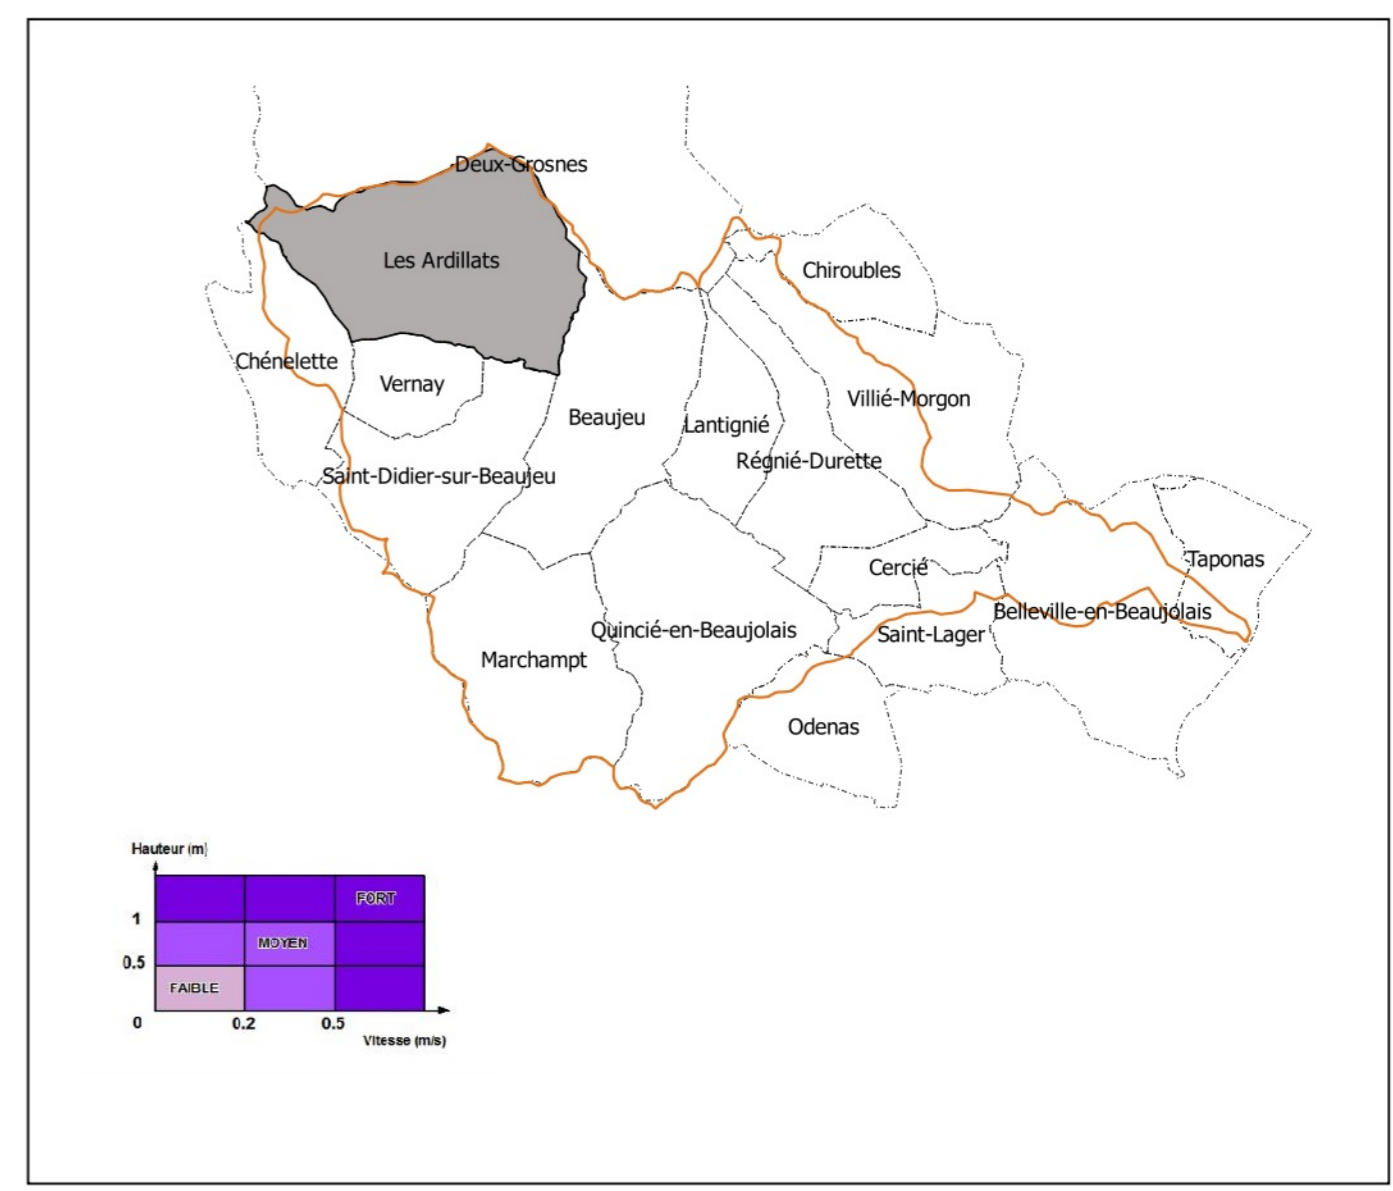 Deux-Grosnes
Les Ardillats
Chiroubles
Chénelette
Vernay
Villié-Morgon
Beaujeu
Lantignié
Régnié-Durette
Saint-Didier-sur-Beaujeu
Taponas
Cercié
Belleville-en-Beaujolais
Quincié-en-Beaujolais
Saint-Lager
Marchampt
Odenas
Hauteur (m)
FORT
1
MOYEN
0.5
FAIBLE
0 0.2 0.5
Vitesse (m/s)